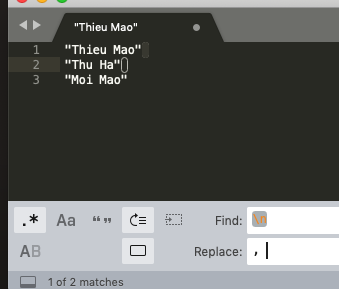 "Thieu Mao"
1 "Thieu Mao"
2 "Thu Ha"
3 "Moi Mao"
.* Aa “” Find: \n
AB Replace: ,
1 of 2 matches